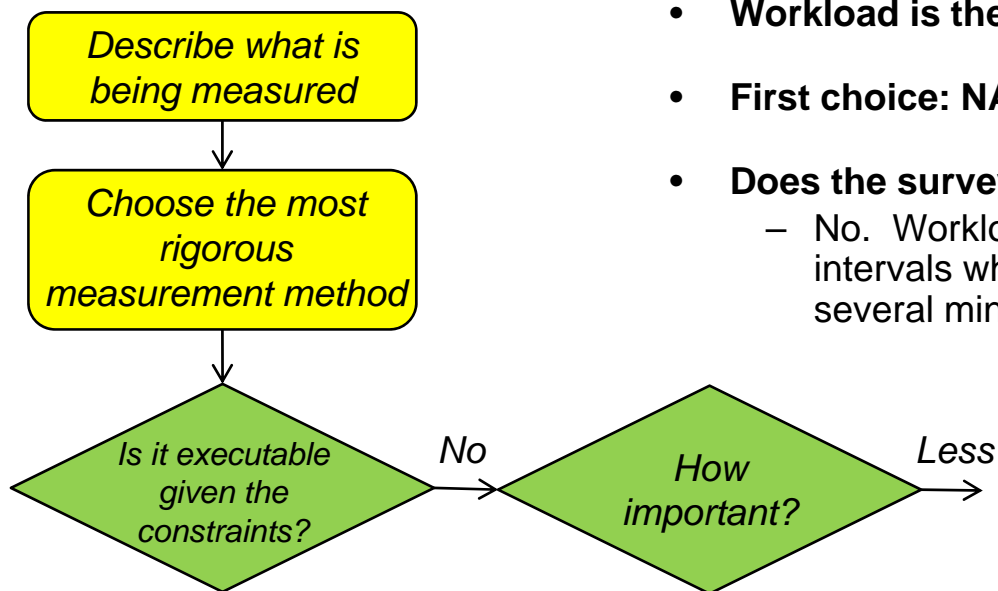 Describe what is
being measured
Choose the most
rigorous
measurement method
Is it executable
given the
constraints?
No
How
important?
Less
• Workload is the
• First choice: NA
• Does the surve
– No. Worklo
intervals wh
several min